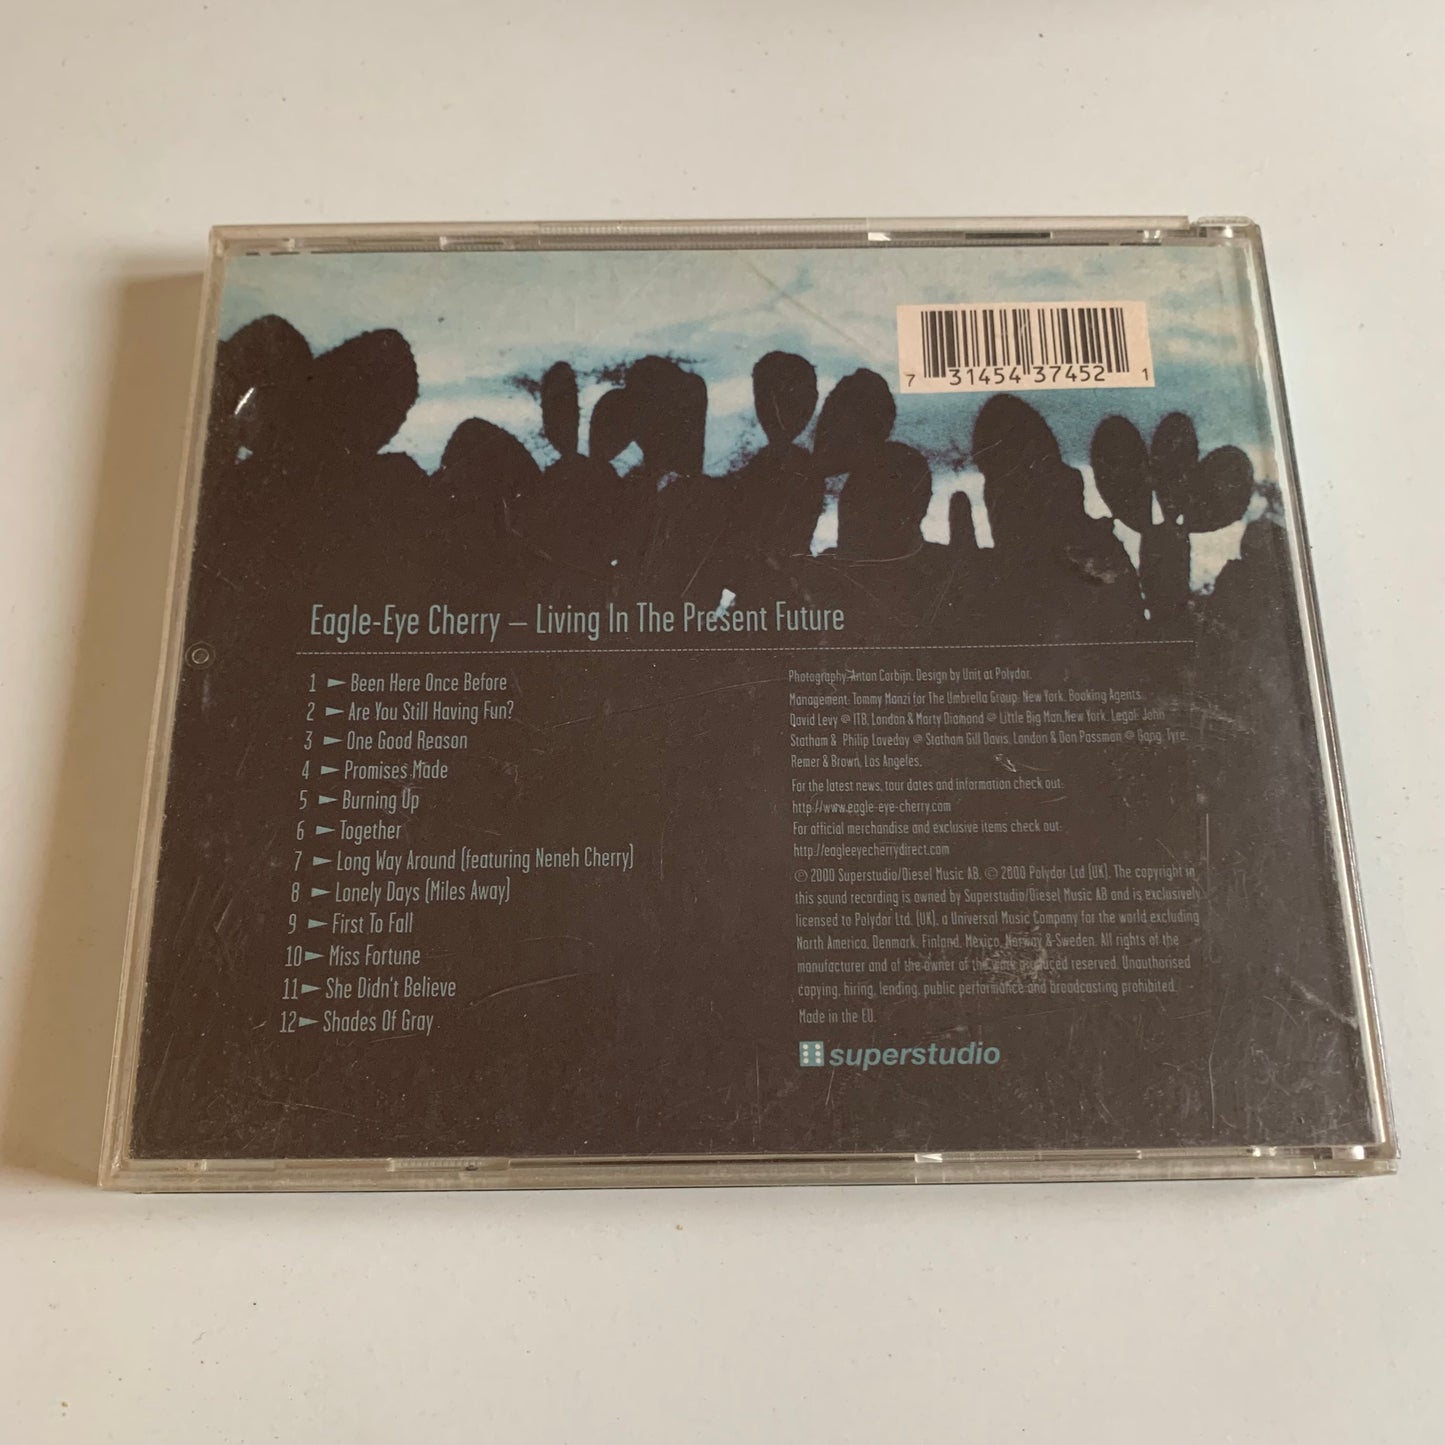 7 31454 37452 1
Eagle-Eye Cherry – Living In The Present Future
1 ► Been Here Once Before
2 ► Are You Still Having Fun?
3 ► One Good Reason
4 ► Promises Made
5 ► Burning Up
6 ► Together
7 ► Long Way Around (featuring Neneh Cherry)
8 ► Lonely Days (Miles Away)
9 ► First To Fall
10 ► Miss Fortune
11 ► She Didn't Believe
12 ► Shades Of Gray
Photography: Anton Corbijn. Design by Unit at Polydor.
Management: Tommy Manzi for The Umbrella Group, New York. Booking Agents:
David Levy @ ITB, London & Marty Diamond @ Little Big Man,New York. Legal: John
Statham & Philip Loveday @ Statham Gill Davis, London & Don Passman @ Gang, Tyre,
Remer & Brown, Los Angeles.
For the latest news, tour dates and information check out:
http://www.eagle-eye-cherry.com
For official merchandise and exclusive items check out:
http://eagleeyecherrydirect.com
Ⓟ 2000 Superstudio/Diesel Music AB. © 2000 Polydor Ltd (UK). The copyright in
this sound recording is owned by Superstudio/Diesel Music AB and is exclusively
licensed to Polydor Ltd. (UK), a Universal Music Company for the world excluding
North America, Denmark, Finland, Mexico, Norway & Sweden. All rights of the
manufacturer and of the owner of the work produced reserved. Unauthorised
copying, hiring, lending, public performance and broadcasting prohibited.
Made in the EU.
superstudio